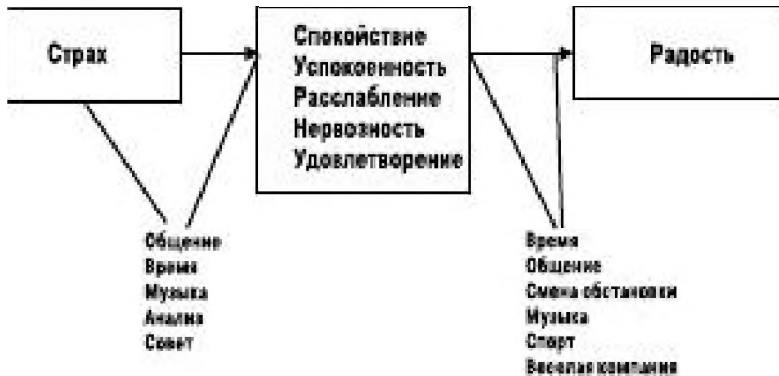 Страх
Спокойствие
Успокоенность
Расслабление
Нервозность
Удовлетворение
Радость
Общение
Время
Музыка
Анализ
Совет
Время
Общение
Смена обстановки
Музыка
Спорт
Веселая компания